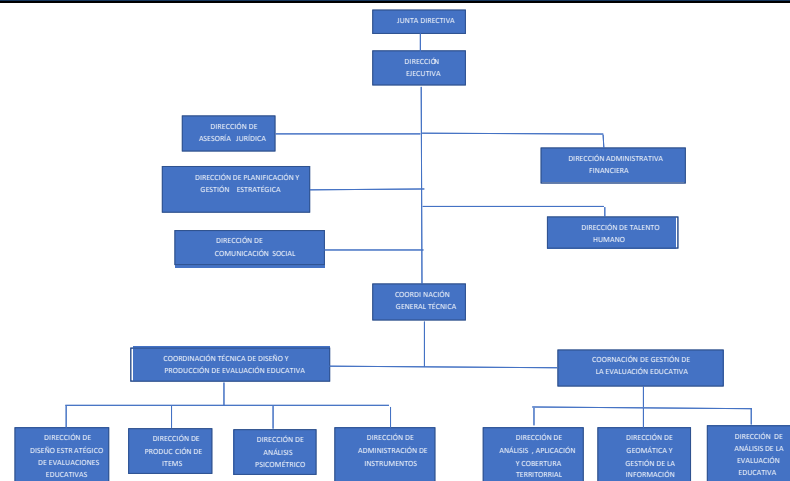 JUNTA DIRECTIVA
DIRECCIÓN
EJECUTIVA
DIRECCIÓN DE
ASESORÍA JURÍDICA
DIRECCIÓN ADMINISTRATIVA
FINANCIERA
DIRECCIÓN DE PLANIFICACIÓN Y
GESTIÓN ESTRATÉGICA
DIRECCIÓN DE TALENTO
HUMANO
DIRECCIÓN DE
COMUNICACIÓN SOCIAL
COORDI NACIÓN
GENERAL TÉCNICA
COORDINACIÓN TÉCNICA DE DISEÑO Y
PRODUCCIÓN DE EVALUACIÓN EDUCATIVA
COORNACIÓN DE GESTIÓN DE
LA EVALUACIÓN EDUCATIVA
DIRECCIÓN DE
DISEÑO ESTR ATÉGICO
DE EVALUACIONES
EDUCATIVAS
DIRECCIÓN DE
PRODUC CIÓN DE
ITEMS
DIRECCIÓN DE
ANÁLISIS
PSICOMÉTRICO
DIRECCIÓN DE
ADMINISTRACIÓN DE
INSTRUMENTOS
DIRECCIÓN DE
ANÁLISIS , APLICACIÓN
Y COBERTURA
TERRITORRIAL
DIRECCIÓN DE
GEOMÁTICA Y
GESTIÓN DE LA
INFORMACIÓN
DIRECCIÓN DE
ANÁLISIS DE LA
EVALUACIÓN
EDUCATIVA